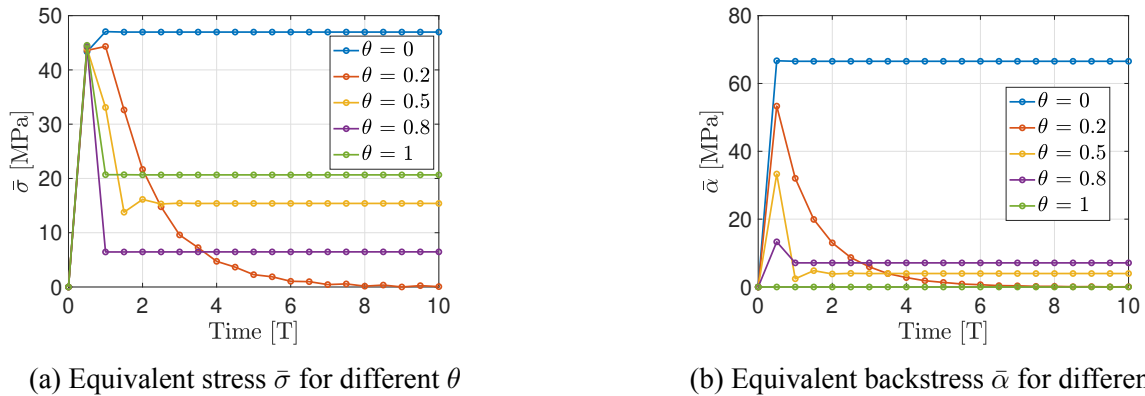 50
40
30
20
10
0
σ̄ [MPa]
0 2 4 6 8 10
Time [T]
θ = 0
θ = 0.2
θ = 0.5
θ = 0.8
θ = 1
(a) Equivalent stress σ̄ for different θ
80
60
40
20
0
ᾱ [MPa]
0 2 4 6 8 10
Time [T]
θ = 0
θ = 0.2
θ = 0.5
θ = 0.8
θ = 1
(b) Equivalent backstress ᾱ for differen